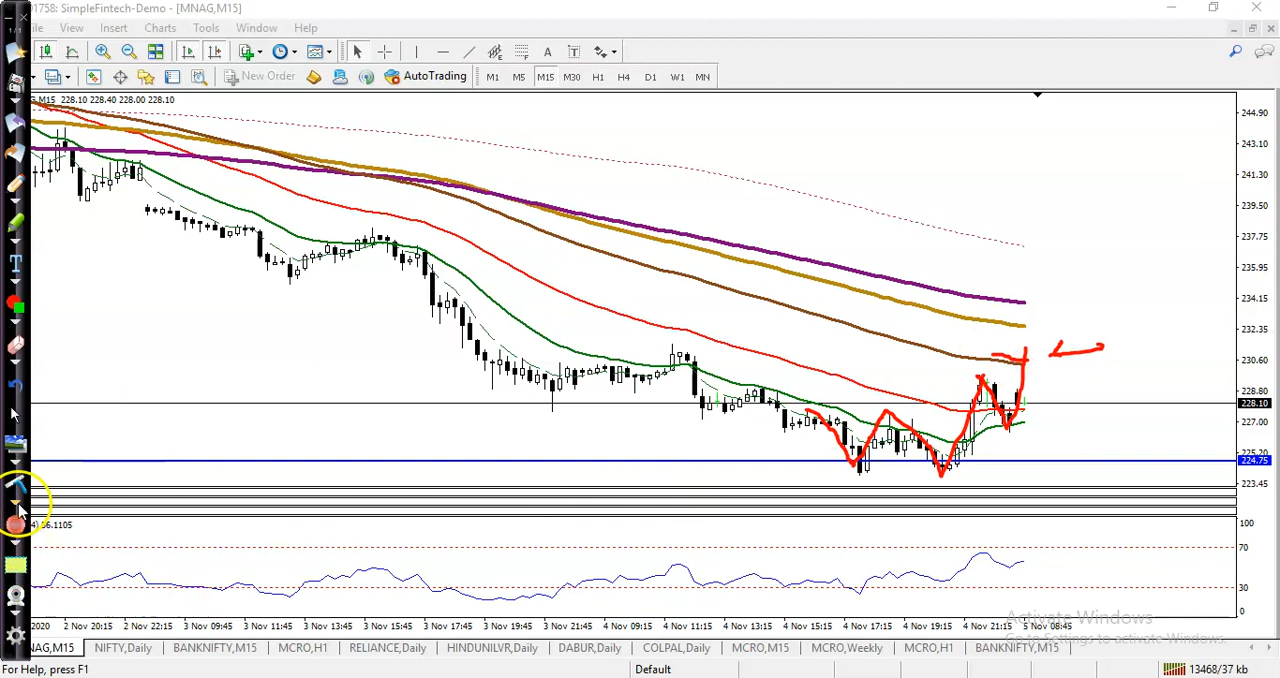 01758: SimpleFintech-Demo - [MNAG,M15]
ile View Insert Charts Tools Window Help
New Order AutoTrading M1 M5 M15 M30 H1 H4 D1 W1 MN
G,M15 228.10 228.40 228.00 228.10
244.90
243.10
241.30
239.50
237.75
235.95
234.15
232.35
230.60
228.80
228.10
227.00
225.20
224.75
223.45
4) 56.1105
100
70
30
0
2020 2 Nov 20:15 2 Nov 22:15 3 Nov 09:45 3 Nov 11:45 3 Nov 13:45 3 Nov 15:45 3 Nov 17:45 3 Nov 19:45 3 Nov 21:45 4 Nov 11:15 4 Nov 13:15 4 Nov 15:15 4 Nov 17:15 4 Nov 19:15 4 Nov 21:15 5 Nov 08:45
Activate Windows
Go to Settings to activate Windows.
NAG,M15 NIFTY,Daily BANKNIFTY,M15 MCRO,H1 RELIANCE,Daily HINDUNILVR,Daily DABUR,Daily COLPAL,Daily MCRO,M15 MCRO,Weekly MCRO,H1 BANKNIFTY,M15
For Help, press F1 Default 13468/37 kb